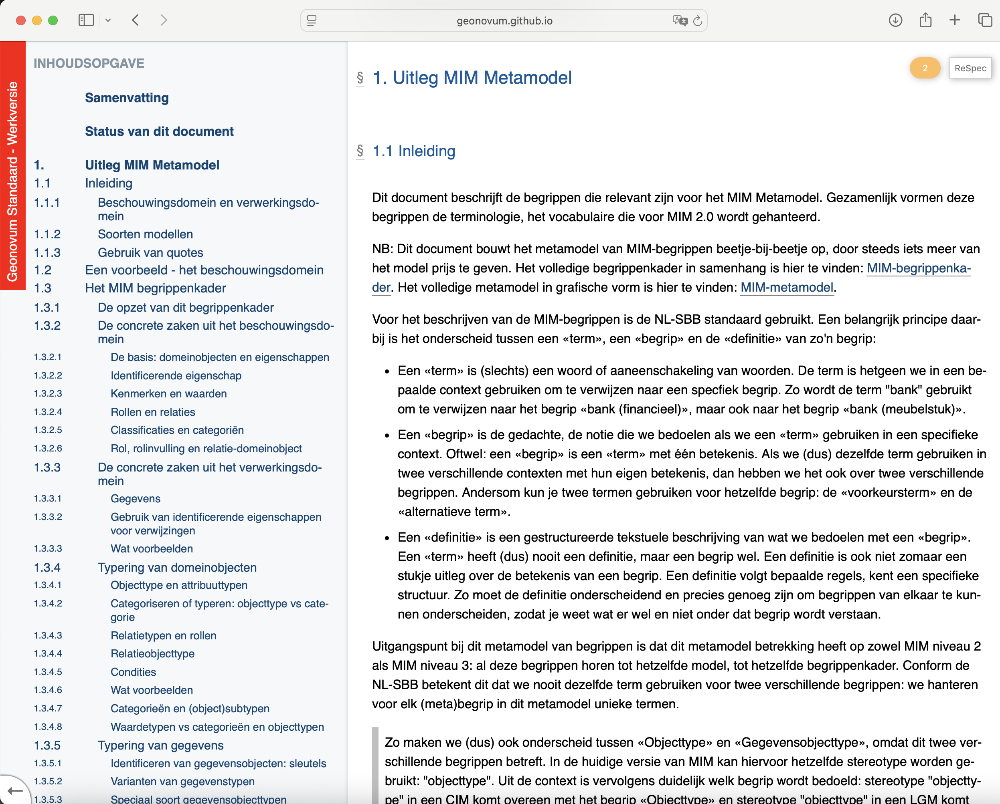 geonovum.github.io
Geonovum Standaard - Werkversie
INHOUDSOPGAVE
Samenvatting
Status van dit document
1. Uitleg MIM Metamodel
1.1 Inleiding
1.1.1 Beschouwingsdomein en verwerkingsdo-
mein
1.1.2 Soorten modellen
1.1.3 Gebruik van quotes
1.2 Een voorbeeld - het beschouwingsdomein
1.3 Het MIM begrippenkader
1.3.1 De opzet van dit begrippenkader
1.3.2 De concrete zaken uit het beschouwingsdo-
mein
1.3.2.1 De basis: domeinobjecten en eigenschappen
1.3.2.2 Identificerende eigenschap
1.3.2.3 Kenmerken en waarden
1.3.2.4 Rollen en relaties
1.3.2.5 Classificaties en categoriën
1.3.2.6 Rol, rolinvulling en relatie-domeinobject
1.3.3 De concrete zaken uit het verwerkingsdo-
mein
1.3.3.1 Gegevens
1.3.3.2 Gebruik van identificerende eigenschappen
voor verwijzingen
1.3.3.3 Wat voorbeelden
1.3.4 Typering van domeinobjecten
1.3.4.1 Objecttype en attribuuttypen
1.3.4.2 Categoriseren of typeren: objecttype vs cate-
gorie
1.3.4.3 Relatietypen en rollen
1.3.4.4 Relatieobjecttype
1.3.4.5 Condities
1.3.4.6 Wat voorbeelden
1.3.4.7 Categorieën en (object)subtypen
1.3.4.8 Waardetypen vs categorieën en objecttypen
1.3.5 Typering van gegevens
1.3.5.1 Identificeren van gegevensobjecten: sleutels
1.3.5.2 Varianten van gegevenstypen
1.3.5.3 Speciaal soort gegevensobjecttypen
2 ReSpec
§ 1. Uitleg MIM Metamodel
§ 1.1 Inleiding
Dit document beschrijft de begrippen die relevant zijn voor het MIM Metamodel. Gezamenlijk vormen deze
begrippen de terminologie, het vocabulaire die voor MIM 2.0 wordt gehanteerd.
NB: Dit document bouwt het metamodel van MIM-begrippen beetje-bij-beetje op, door steeds iets meer van
het model prijs te geven. Het volledige begrippenkader in samenhang is hier te vinden: MIM-begrippenka-
der. Het volledige metamodel in grafische vorm is hier te vinden: MIM-metamodel.
Voor het beschrijven van de MIM-begrippen is de NL-SBB standaard gebruikt. Een belangrijk principe daar-
bij is het onderscheid tussen een «term», een «begrip» en de «definitie» van zo'n begrip:
• Een «term» is (slechts) een woord of aaneenschakeling van woorden. De term is hetgeen we in een be-
paalde context gebruiken om te verwijzen naar een specfiek begrip. Zo wordt de term "bank" gebruikt
om te verwijzen naar het begrip «bank (financieel)», maar ook naar het begrip «bank (meubelstuk)».
• Een «begrip» is de gedachte, de notie die we bedoelen als we een «term» gebruiken in een specifieke
context. Oftwel: een «begrip» is een «term» met één betekenis. Als we (dus) dezelfde term gebruiken in
twee verschillende contexten met hun eigen betekenis, dan hebben we het ook over twee verschillende
begrippen. Andersom kun je twee termen gebruiken voor hetzelfde begrip: de «voorkeursterm» en de
«alternatieve term».
• Een «definitie» is een gestructureerde tekstuele beschrijving van wat we bedoelen met een «begrip».
Een «term» heeft (dus) nooit een definitie, maar een begrip wel. Een definitie is ook niet zomaar een
stukje uitleg over de betekenis van een begrip. Een definitie volgt bepaalde regels, kent een specifieke
structuur. Zo moet de definitie onderscheidend en precies genoeg zijn om begrippen van elkaar te kun-
nen onderscheiden, zodat je weet wat er wel en niet onder dat begrip wordt verstaan.
Uitgangspunt bij dit metamodel van begrippen is dat dit metamodel betrekking heeft op zowel MIM niveau 2
als MIM niveau 3: al deze begrippen horen tot hetzelfde model, tot hetzelfde begrippenkader. Conform de
NL-SBB betekent dit dat we nooit dezelfde term gebruiken voor twee verschillende begrippen: we hanteren
voor elk (meta)begrip in dit metamodel unieke termen.
Zo maken we (dus) ook onderscheid tussen «Objecttype» en «Gegevensobjecttype», omdat dit twee ver-
schillende begrippen betreft. In de huidige versie van MIM kan hiervoor hetzelfde stereotype worden ge-
bruikt: "objecttype". Uit de context is vervolgens duidelijk welk begrip wordt bedoeld: stereotype "objectty-
pe" in een CIM komt overeen met het begrip «Objecttype» en stereotype "objecttype" in een LGM komt